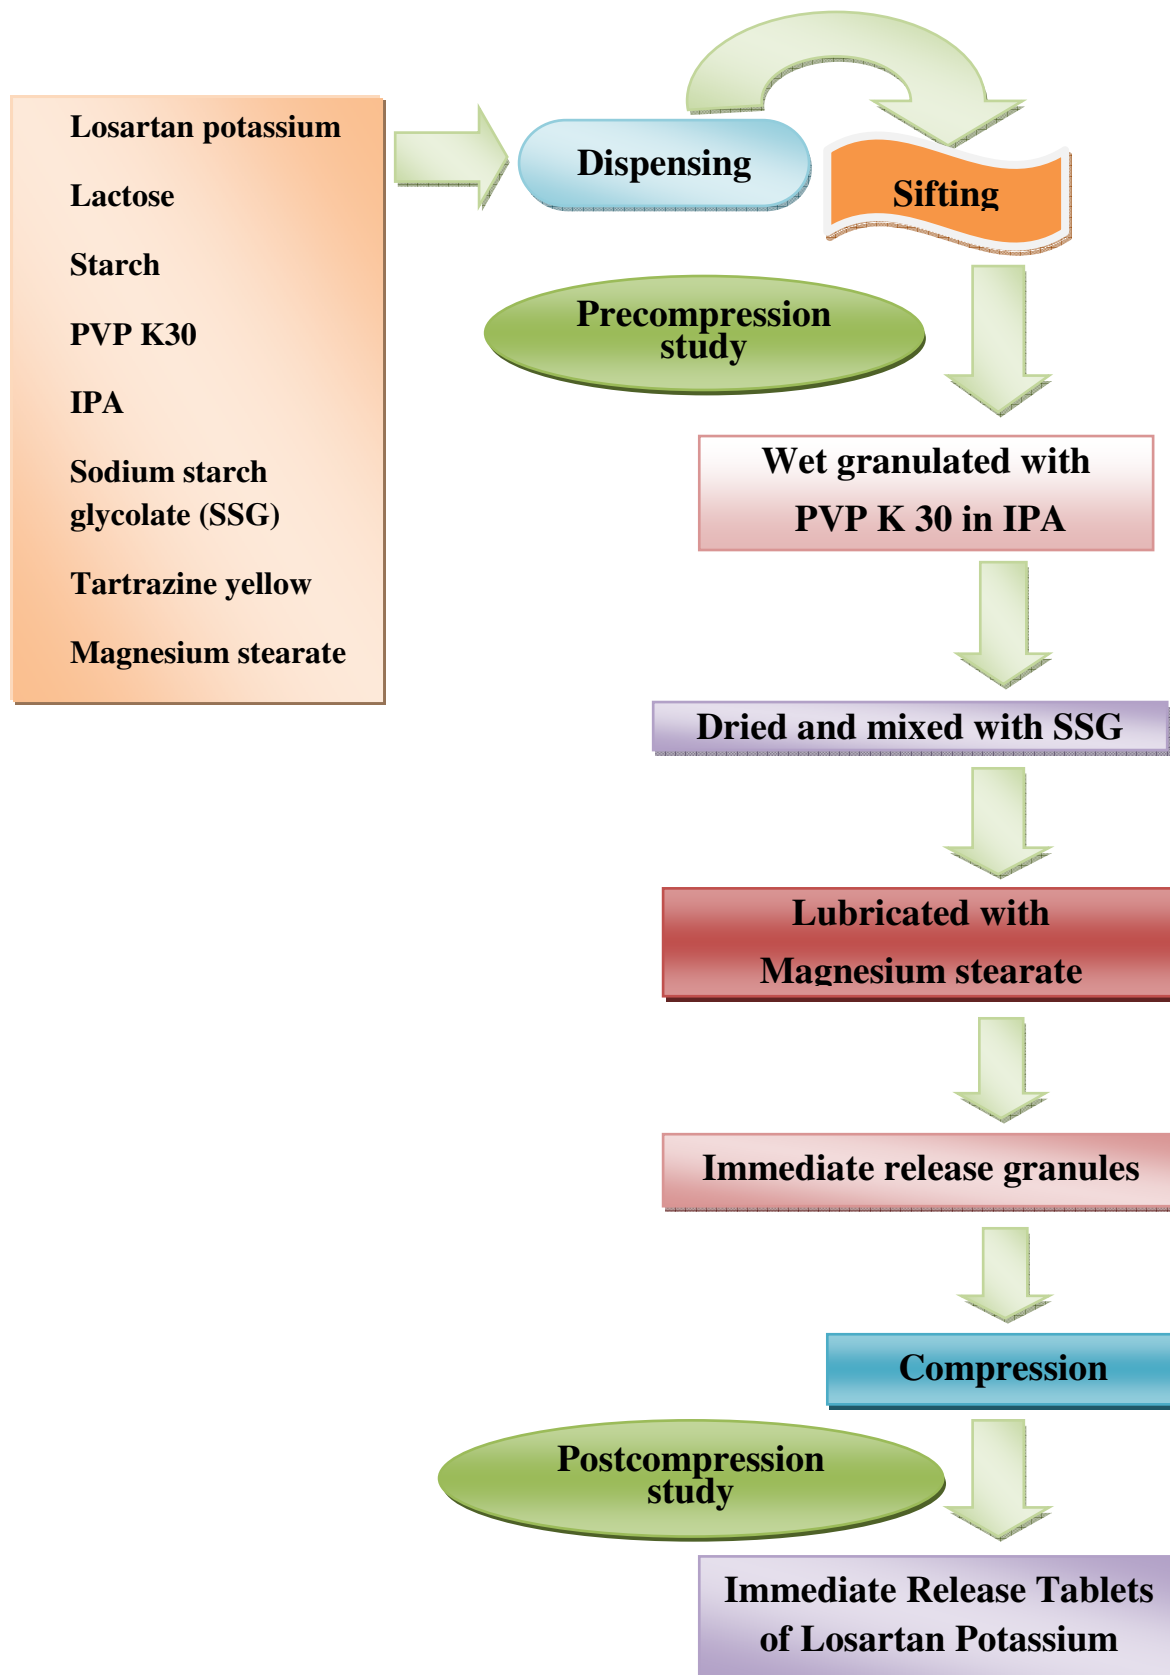 Losartan potassium
Lactose
Starch
PVP K30
IPA
Sodium starch
glycolate (SSG)
Tartrazine yellow
Magnesium stearate
Dispensing
Sifting
Precompression
study
Wet granulated with
PVP K 30 in IPA
Dried and mixed with SSG
Lubricated with
Magnesium stearate
Immediate release granules
Compression
Postcompression
study
Immediate Release Tablets
of Losartan Potassium